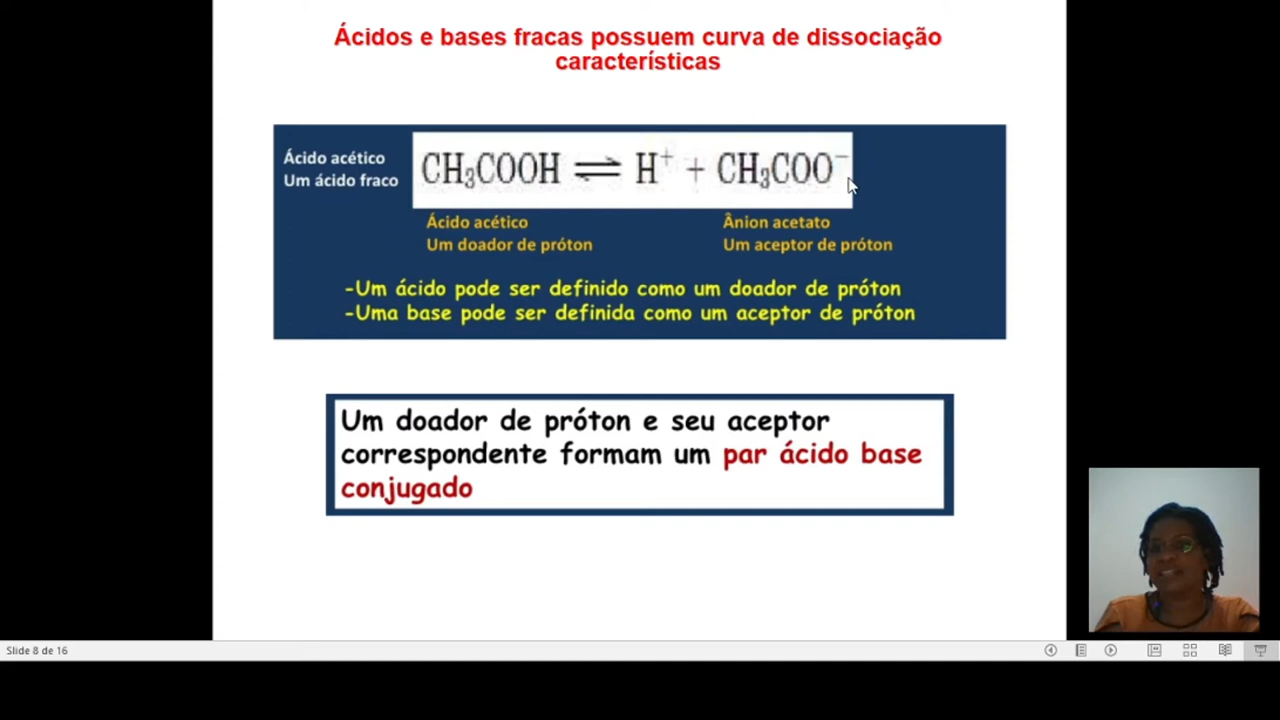 Ácidos e bases fracas possuem curva de dissociação
características
Ácido acético
Um ácido fraco
CH₃COOH ⇌ H⁺ + CH₃COO⁻
Ácido acético
Um doador de próton
Ânion acetato
Um aceptor de próton
-Um ácido pode ser definido como um doador de próton
-Uma base pode ser definida como um aceptor de próton
Um doador de próton e seu aceptor
correspondente formam um par ácido base
conjugado
Slide 8 de 16